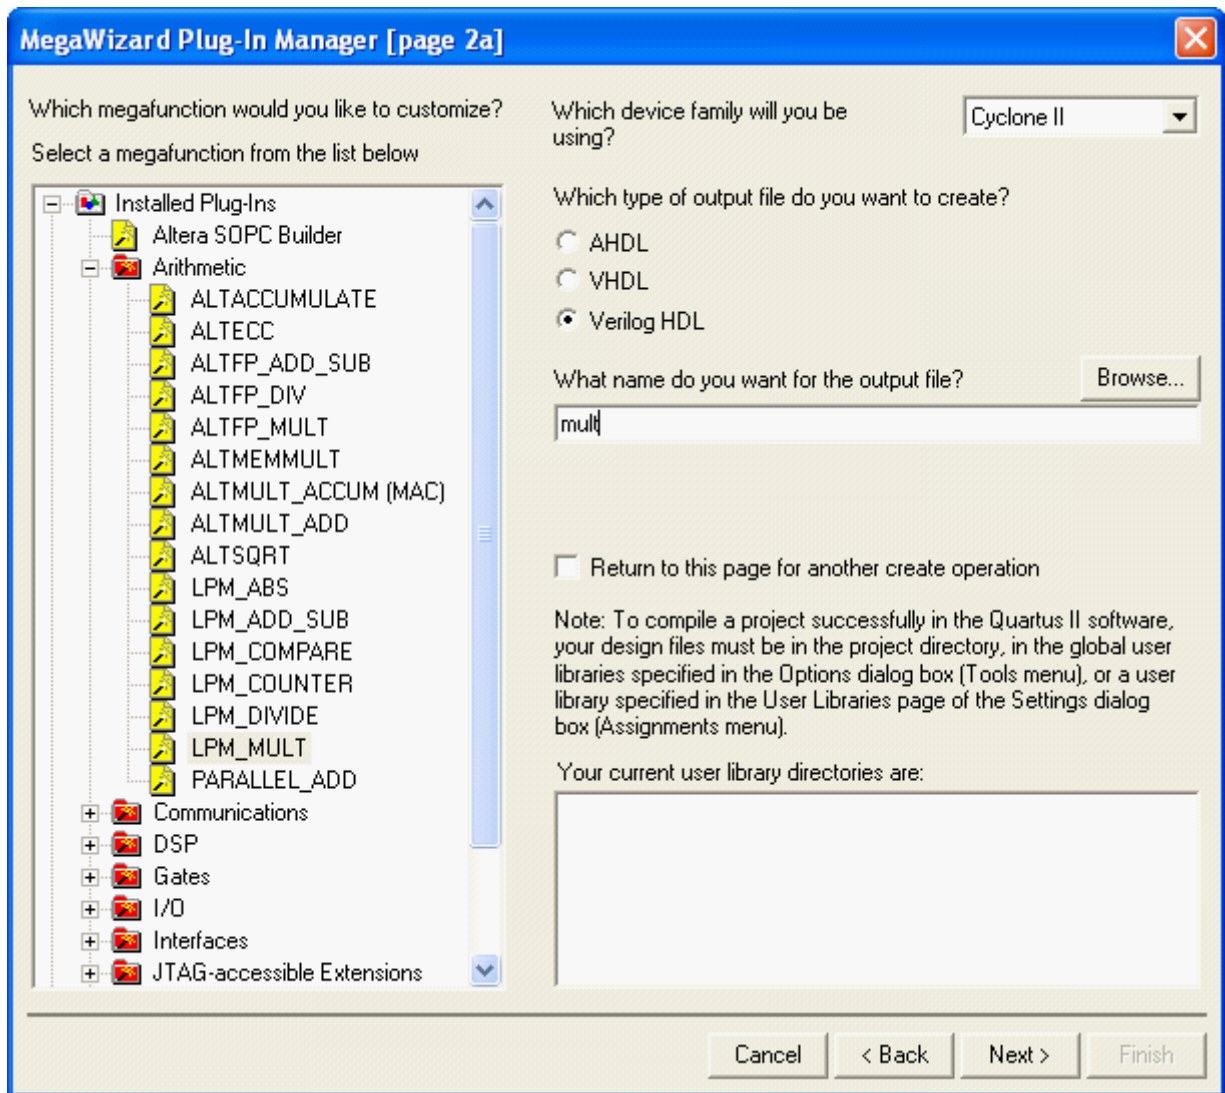 MegaWizard Plug-In Manager [page 2a]
Which megafunction would you like to customize?
Select a megafunction from the list below
Installed Plug-Ins
Altera SOPC Builder
Arithmetic
ALTACCUMULATE
ALTECC
ALTFP_ADD_SUB
ALTFP_DIV
ALTFP_MULT
ALTMEMMULT
ALTMULT_ACCUM (MAC)
ALTMULT_ADD
ALTSQRT
LPM_ABS
LPM_ADD_SUB
LPM_COMPARE
LPM_COUNTER
LPM_DIVIDE
LPM_MULT
PARALLEL_ADD
Communications
DSP
Gates
I/O
Interfaces
JTAG-accessible Extensions
Which device family will you be
using?
Cyclone II
Which type of output file do you want to create?
AHDL
VHDL
Verilog HDL
What name do you want for the output file?
Browse...
mult
Return to this page for another create operation
Note: To compile a project successfully in the Quartus II software,
your design files must be in the project directory, in the global user
libraries specified in the Options dialog box (Tools menu), or a user
library specified in the User Libraries page of the Settings dialog
box (Assignments menu).
Your current user library directories are:
Cancel
< Back
Next >
Finish